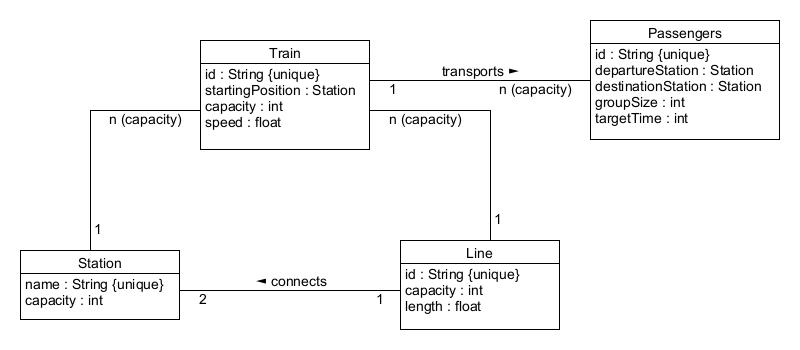 Train
id : String {unique}
startingPosition : Station
capacity : int
speed : float
transports ►
1
n (capacity)
Passengers
id : String {unique}
departureStation : Station
destinationStation : Station
groupSize : int
targetTime : int
n (capacity)
n (capacity)
1
1
Station
name : String {unique}
capacity : int
◄ connects
2
1
Line
id : String {unique}
capacity : int
length : float